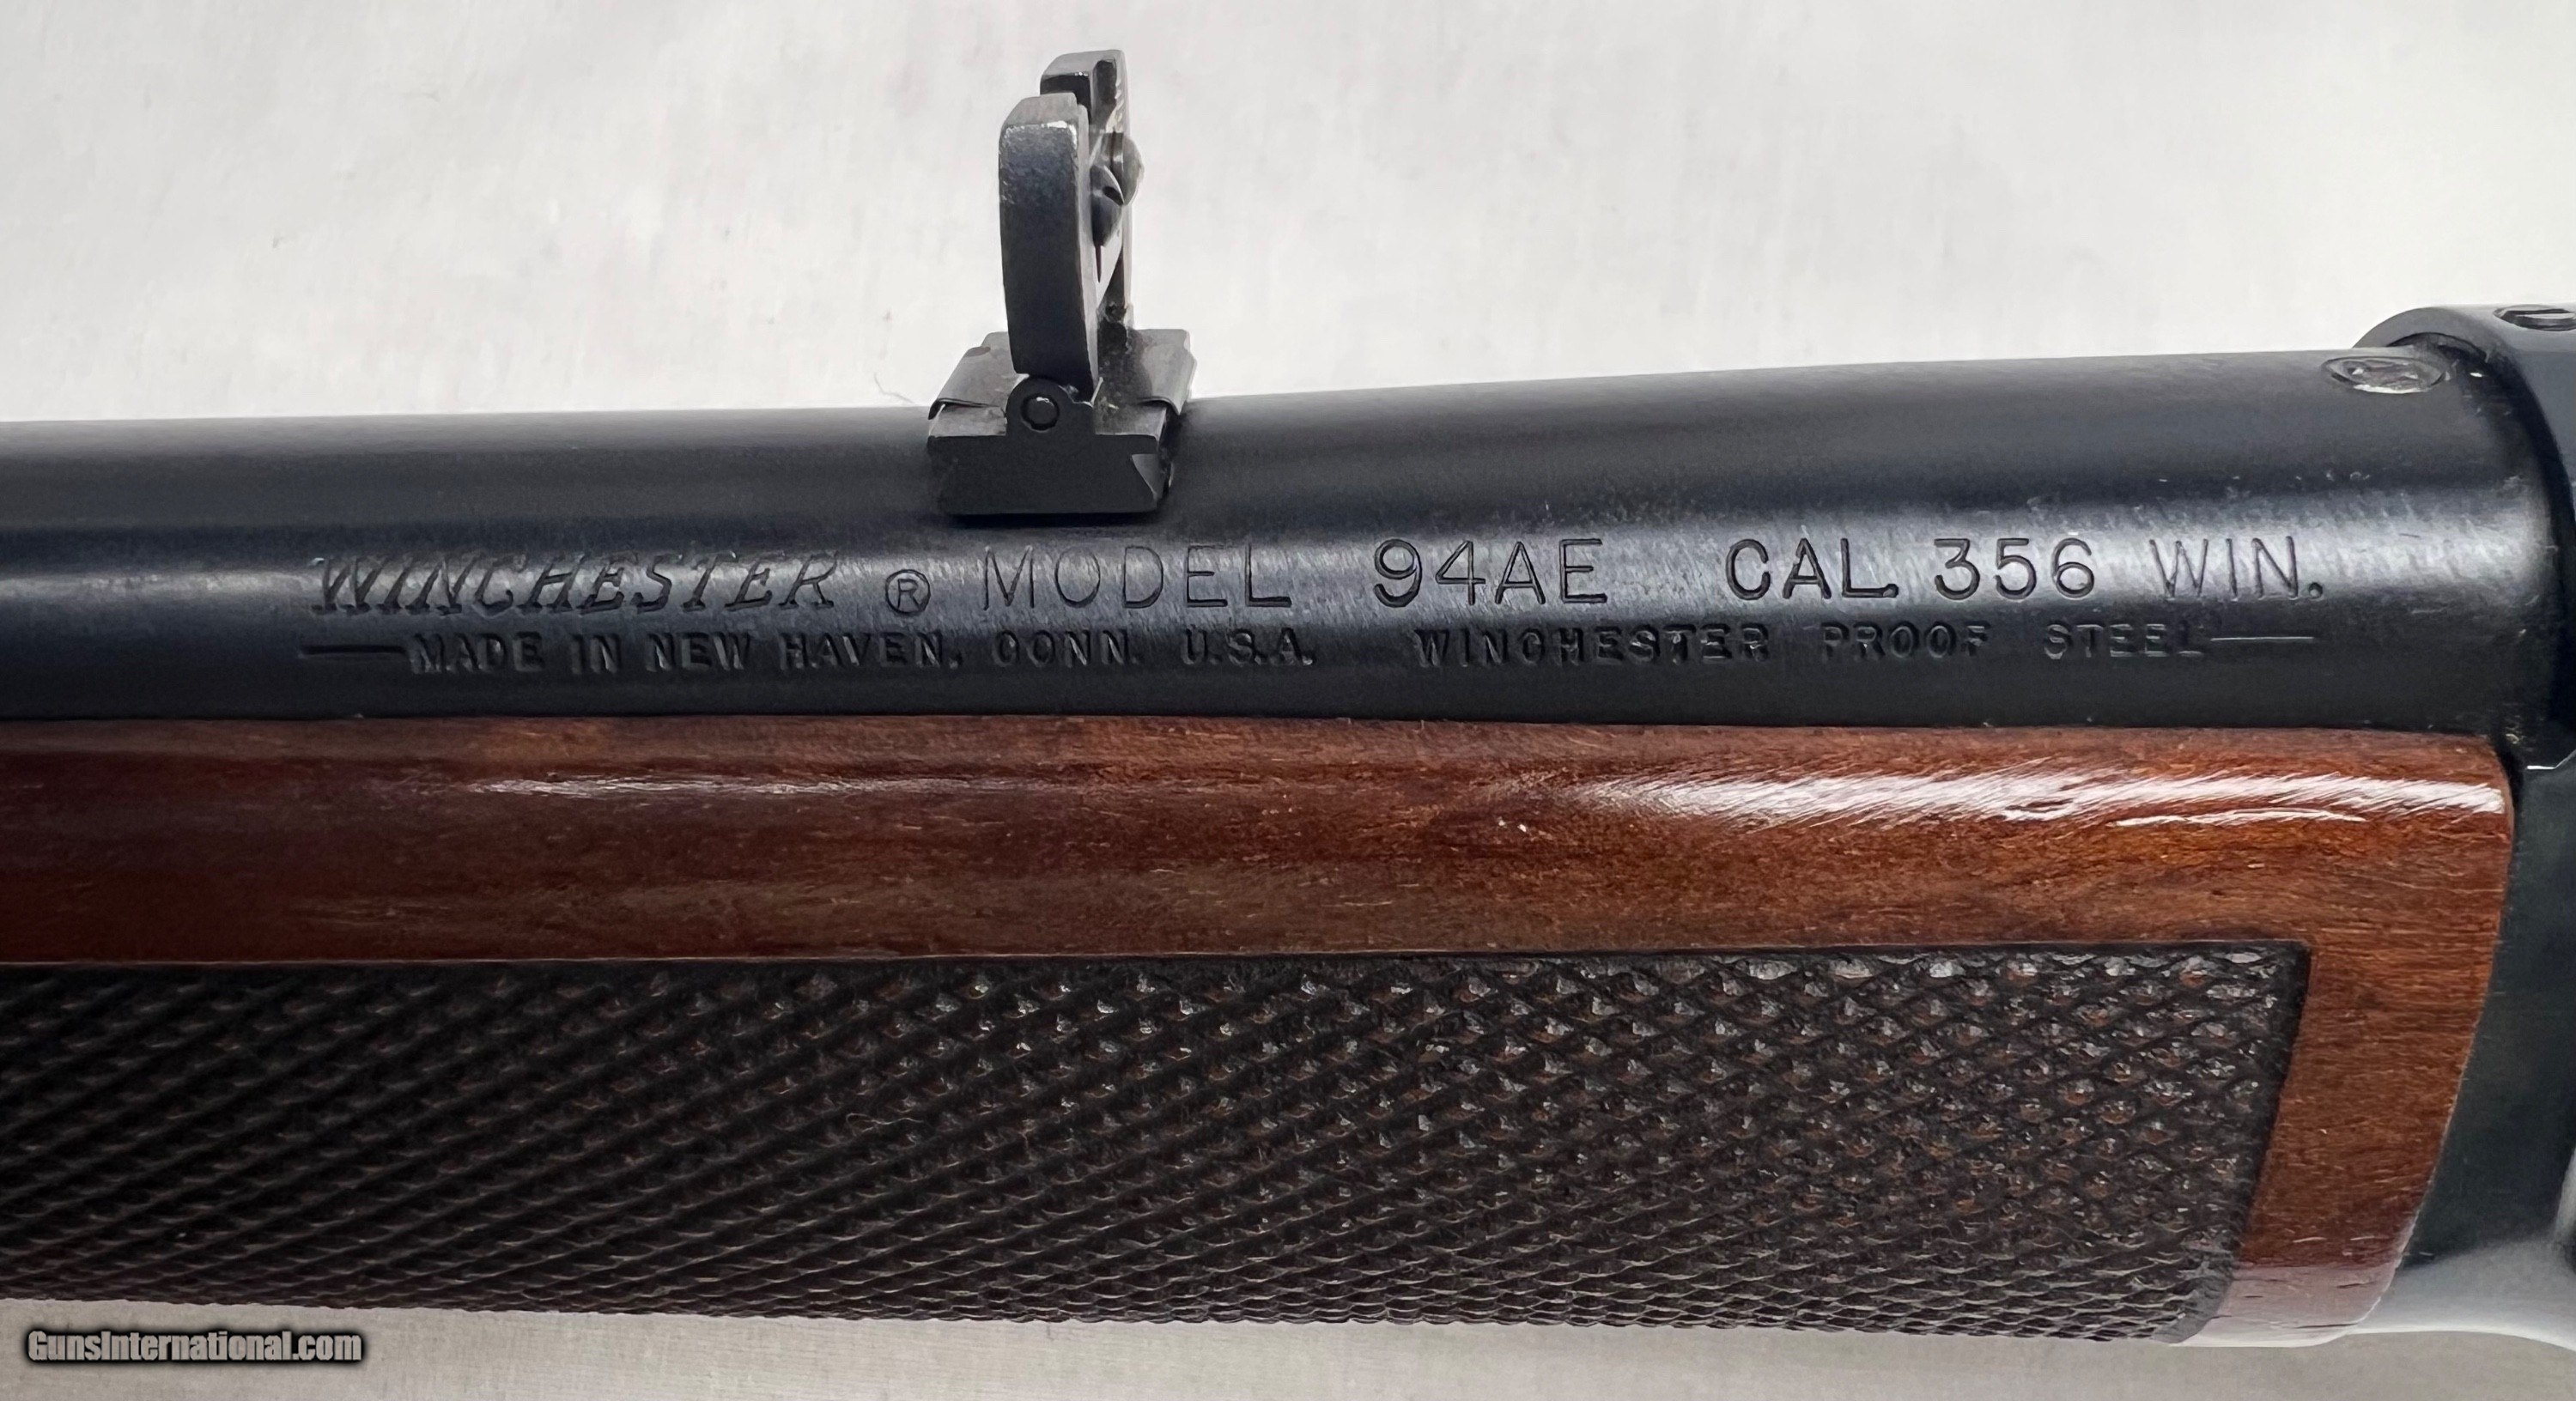 WINCHESTER ® MODEL 94AE CAL. 356 WIN.
—MADE IN NEW HAVEN, CONN. U.S.A. WINCHESTER PROOF STEEL—
GunsInternational.com